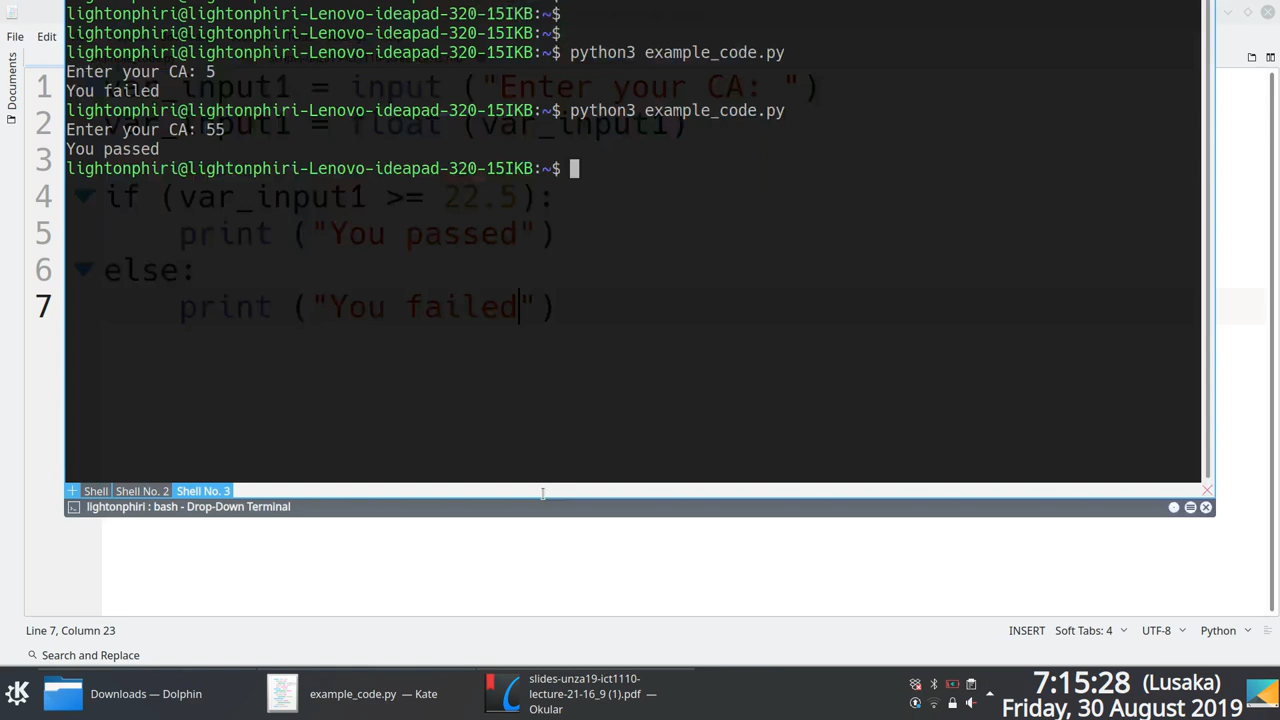 lightonphiri@lightonphiri-Lenovo-ideapad-320-15IKB:~$
File Edit
lightonphiri@lightonphiri-Lenovo-ideapad-320-15IKB:~$
lightonphiri@lightonphiri-Lenovo-ideapad-320-15IKB:~$ python3 example_code.py
Enter your CA: 5
You failed
lightonphiri@lightonphiri-Lenovo-ideapad-320-15IKB:~$ python3 example_code.py
Enter your CA: 55
You passed
lightonphiri@lightonphiri-Lenovo-ideapad-320-15IKB:~$
Documents
1 var_input1 = input ("Enter your CA: ")
2 var_input1 = float (var_input1)
3
4 if (var_input1 >= 22.5):
5 print ("You passed")
6 else:
7 print ("You failed")
Shell Shell No. 2 Shell No. 3
lightonphiri : bash - Drop-Down Terminal
Line 7, Column 23 INSERT Soft Tabs: 4 UTF-8 Python
Search and Replace
Downloads — Dolphin
example_code.py — Kate
slides-unza19-ict1110-
lecture-21-16_9 (1).pdf —
Okular
7:15:28 (Lusaka)
Friday, 30 August 2019